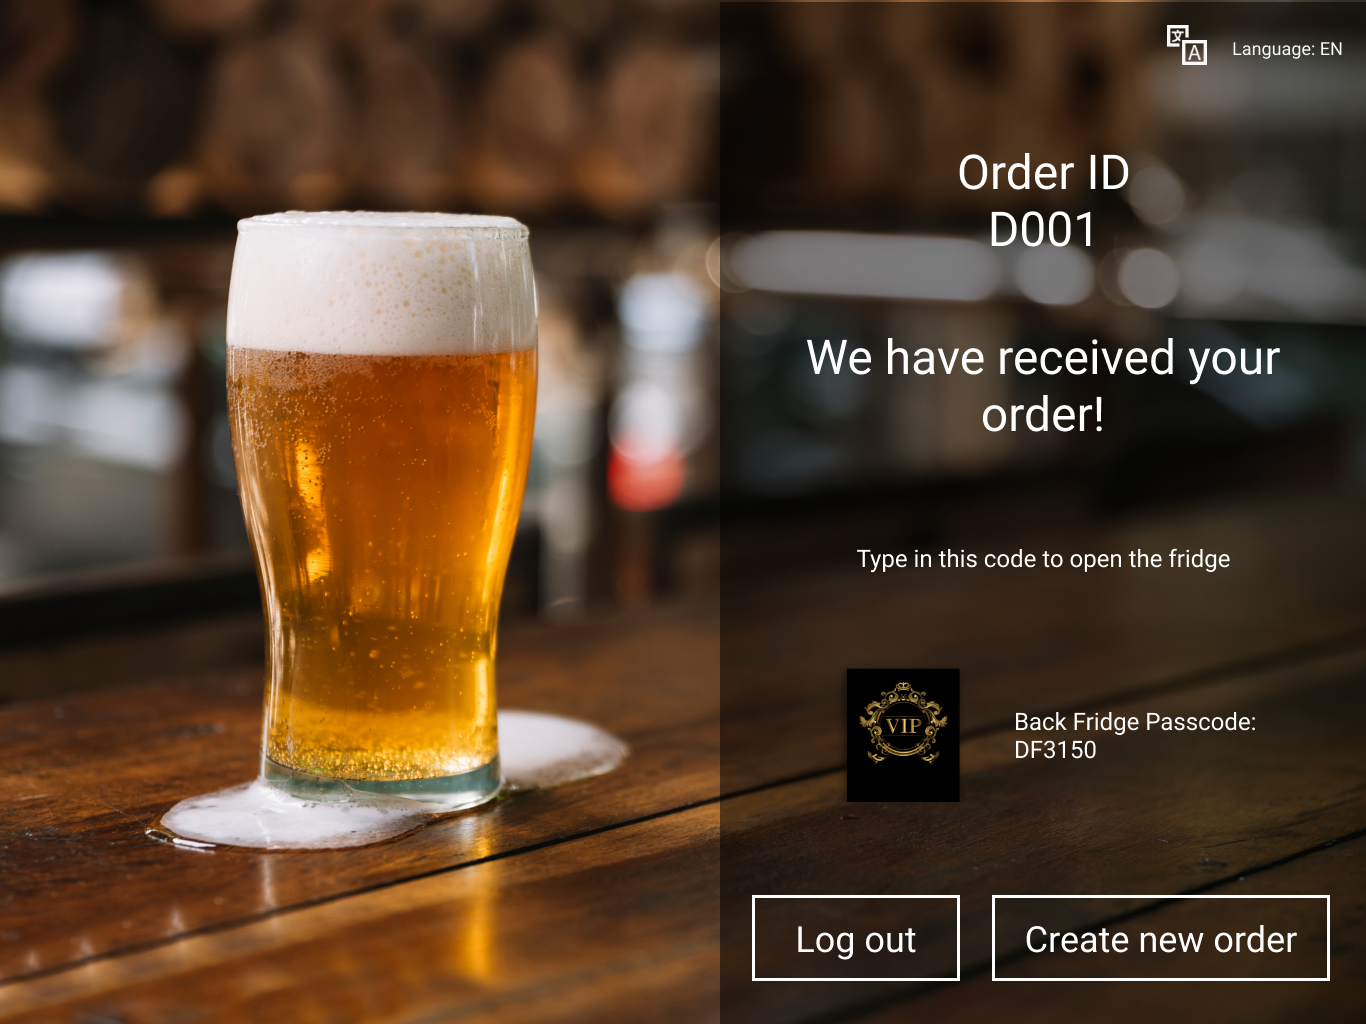 文
A
Language: EN
Order ID
D001
We have received your
order!
Type in this code to open the fridge
VIP
Back Fridge Passcode:
DF3150
Log out
Create new order